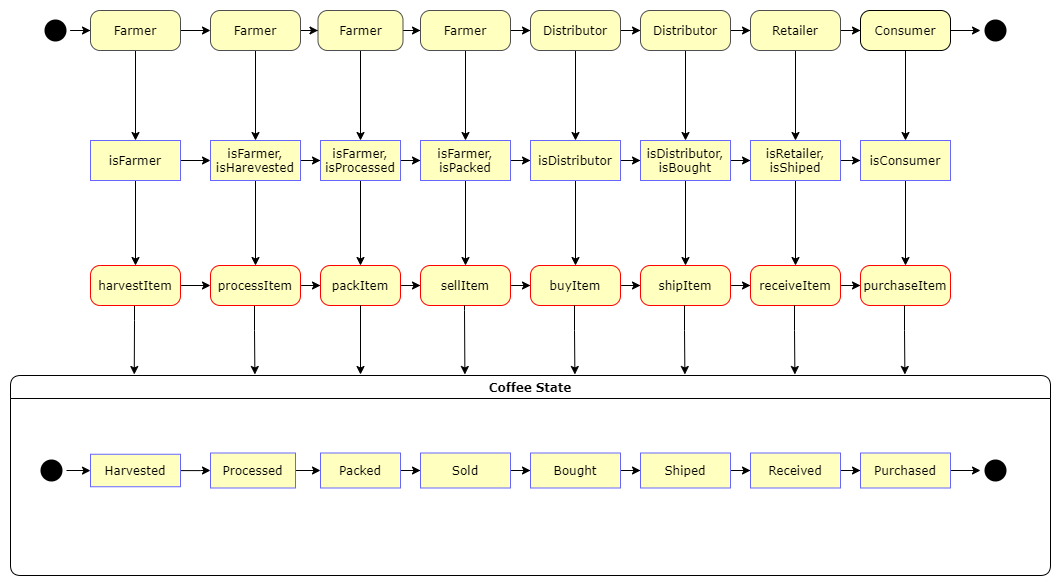 Farmer Farmer Farmer Farmer Distributor Distributor Retailer Consumer
isFarmer
isFarmer,
isHarevested
isFarmer,
isProcessed
isFarmer,
isPacked
isDistributor
isDistributor,
isBought
isRetailer,
isShiped
isConsumer
harvestItem processItem packItem sellItem buyItem shipItem receiveItem purchaseItem
Coffee State
Harvested Processed Packed Sold Bought Shiped Received Purchased